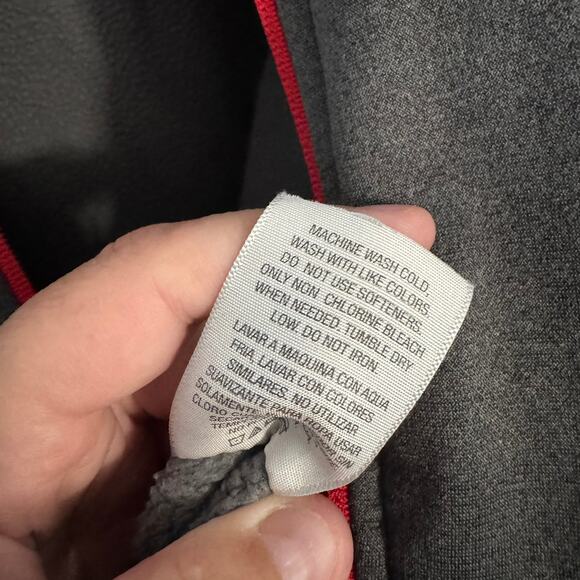 MACHINE WASH COLD.
WASH WITH LIKE COLORS
DO NOT USE SOFTENERS.
ONLY NON CHLORINE BLEACH
WHEN NEEDED. TUMBLE DRY
LOW. DO NOT IRON.
LAVAR A MAQUINA CON AQUA
FRIA. LAVAR CON COLORES
SIMILARES. NO UTILIZAR
SUAVIZANTE PARA ROPA USAR
SOLAMENTE
CLORO